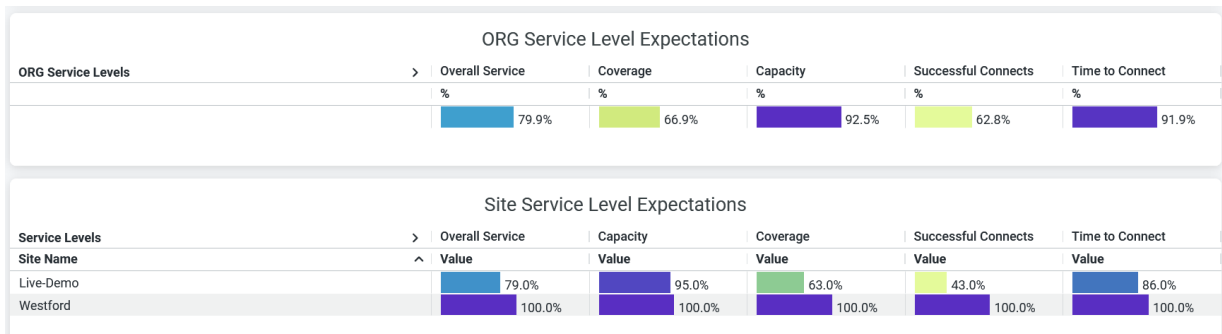 ORG Service Level Expectations
ORG Service Levels Overall Service Coverage Capacity Successful Connects Time to Connect
% % % % %
79.9% 66.9% 92.5% 62.8% 91.9%
Site Service Level Expectations
Service Levels Overall Service Capacity Coverage Successful Connects Time to Connect
Site Name Value Value Value Value Value
Live-Demo 79.0% 95.0% 63.0% 43.0% 86.0%
Westford 100.0% 100.0% 100.0% 100.0% 100.0%